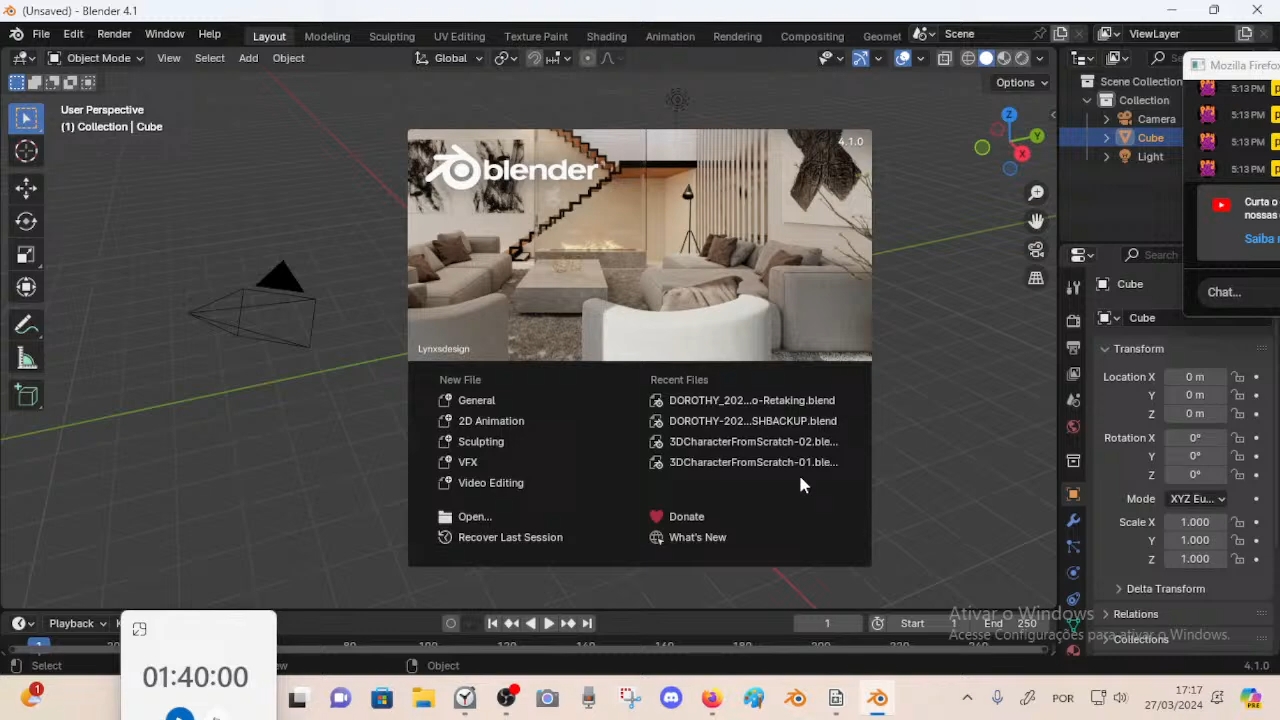 (Unsaved) - Blender 4.1
File Edit Render Window Help
Layout Modeling Sculpting UV Editing Texture Paint Shading Animation Rendering Compositing Geomet
Scene
ViewLayer
Object Mode View Select Add Object
Global
Options
User Perspective
(1) Collection | Cube
Z
Y
X
Scene Collection
Collection
Camera
Cube
Light
Mozilla Firefox
5:13 PM
5:13 PM
5:13 PM
5:13 PM
Curta o
nossas
Saiba
Chat...
blender
4.1.0
Lynxsdesign
New File
General
2D Animation
Sculpting
VFX
Video Editing
Open...
Recover Last Session
Recent Files
DOROTHY_202...o-Retaking.blend
DOROTHY-202...SHBACKUP.blend
3DCharacterFromScratch-02.ble...
3DCharacterFromScratch-01.ble...
Donate
What's New
Search
Cube
Cube
Transform
Location X 0 m
Y 0 m
Z 0 m
Rotation X 0°
Y 0°
Z 0°
Mode XYZ Eu...
Scale X 1.000
Y 1.000
Z 1.000
Delta Transform
Relations
Collections
Ativar o Windows
Acesse Configurações para ativar o Windows.
Playback
1
Start
End 250
Select
Object
4.1.0
01:40:00
1
POR
17:17
27/03/2024
PRE